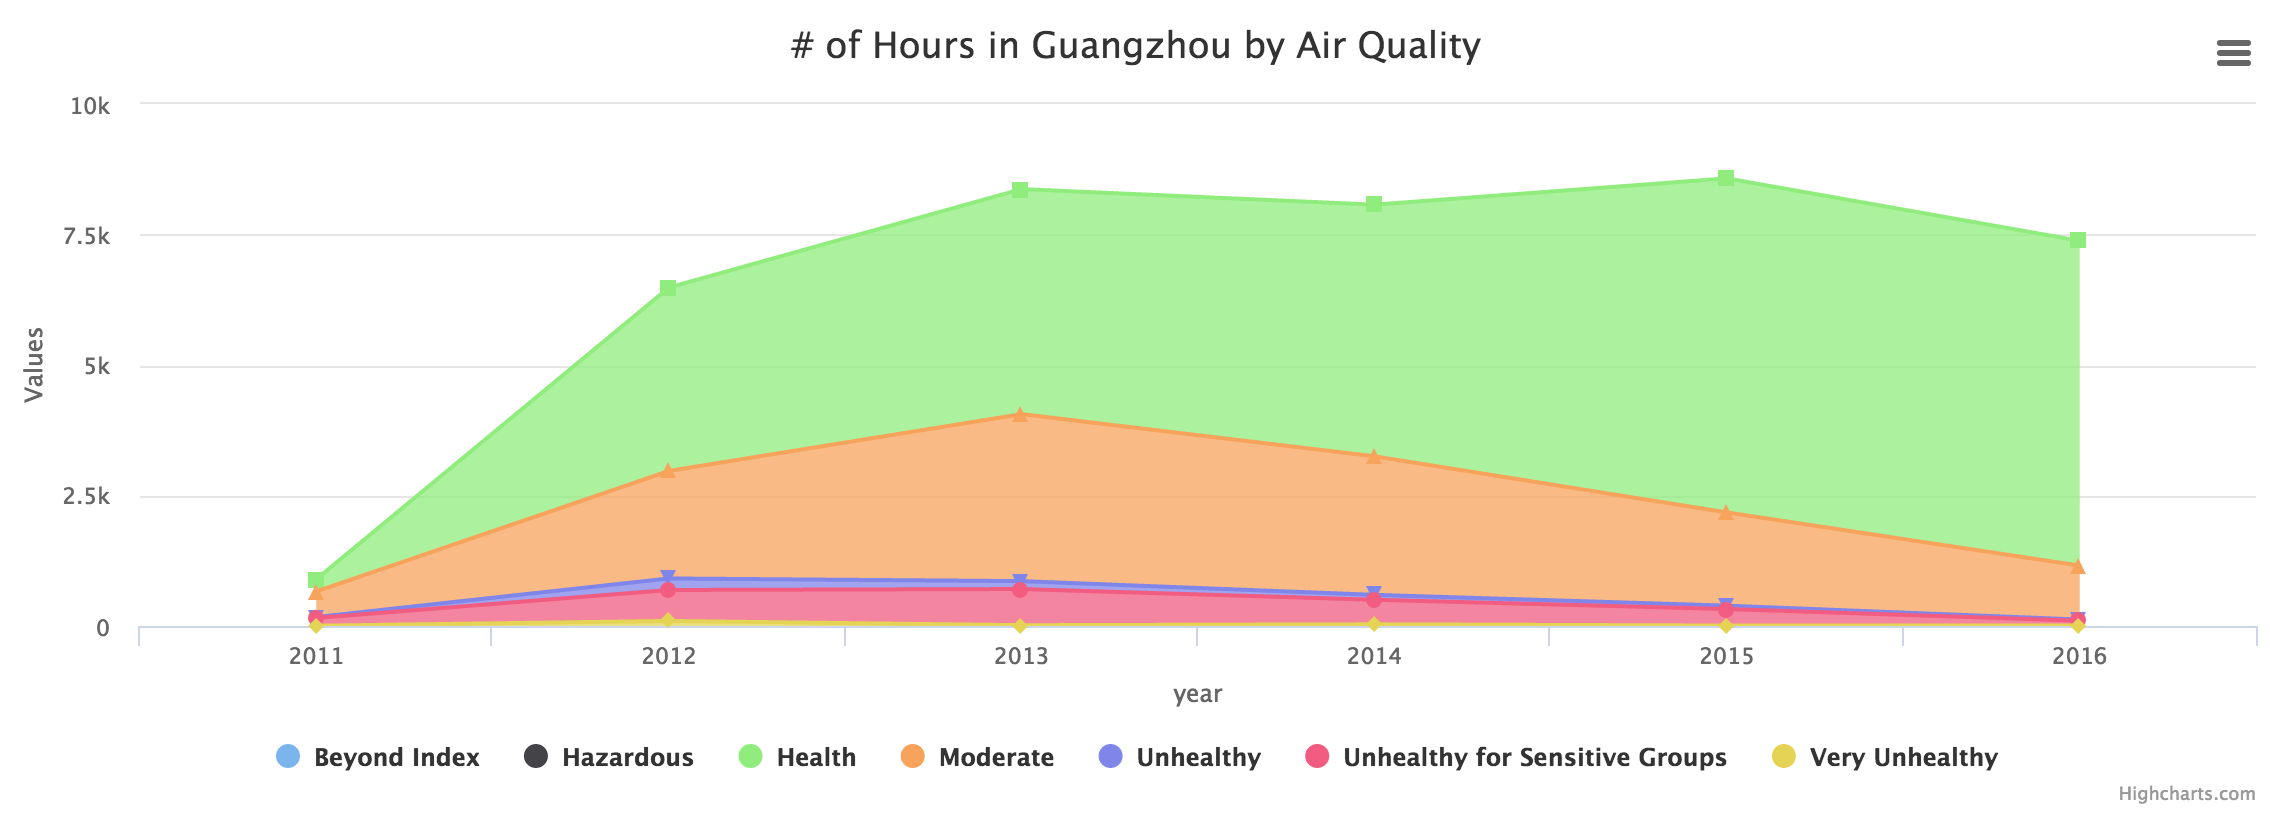 # of Hours in Guangzhou by Air Quality
10k
7.5k
5k
2.5k
0
Values
2011 2012 2013 2014 2015 2016
year
Beyond Index Hazardous Health Moderate Unhealthy Unhealthy for Sensitive Groups Very Unhealthy
Highcharts.com